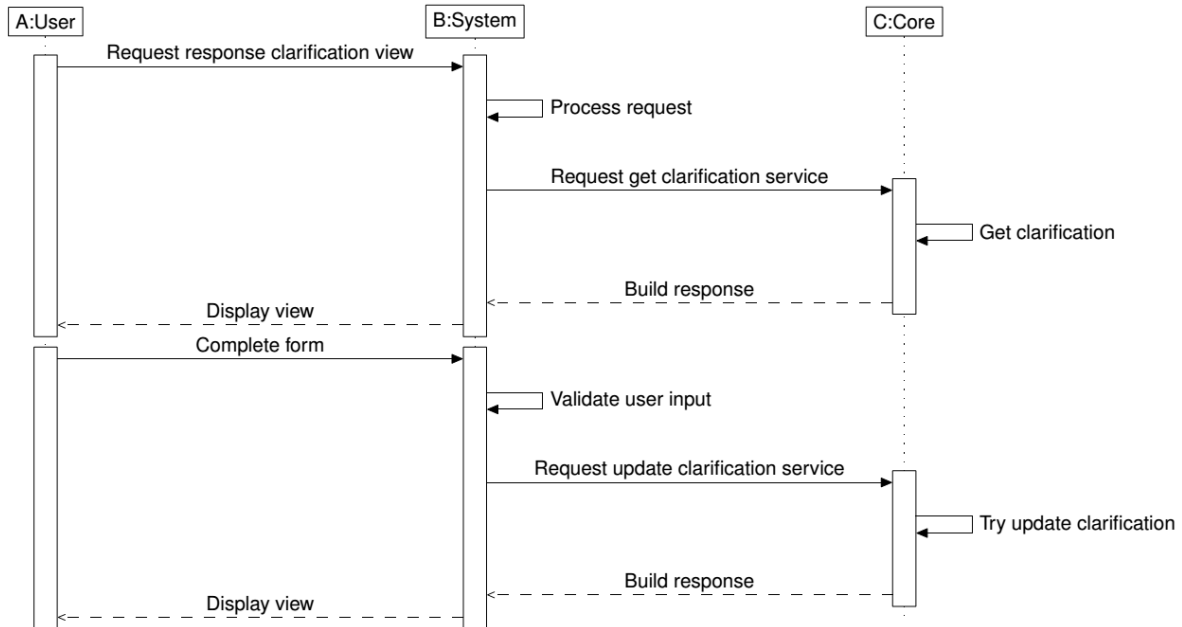 A:User
B:System
C:Core
Request response clarification view
Process request
Request get clarification service
Get clarification
Build response
Display view
Complete form
Validate user input
Request update clarification service
Try update clarification
Build response
Display view